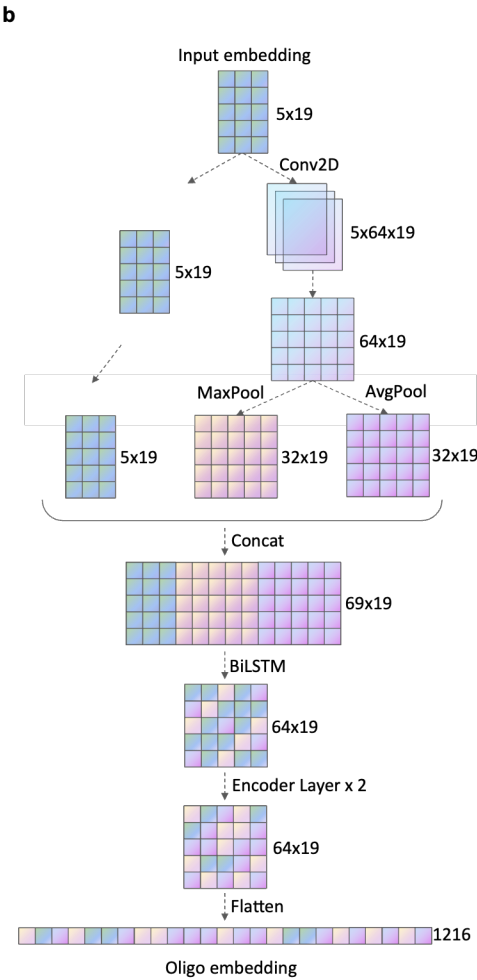 b
Input embedding
5x19
Conv2D
5x64x19
5x19
64x19
MaxPool
AvgPool
5x19
32x19
32x19
Concat
69x19
BiLSTM
64x19
Encoder Layer x 2
64x19
Flatten
1216
Oligo embedding